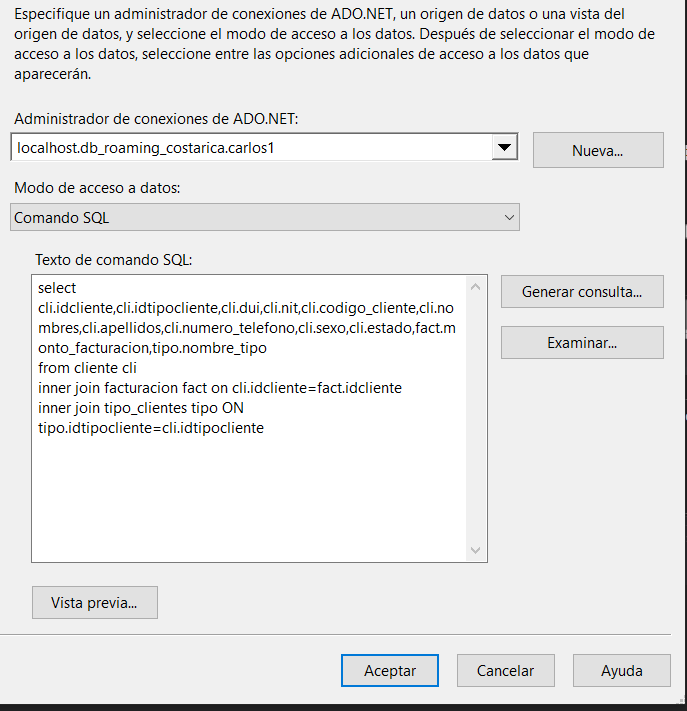 Especifique un administrador de conexiones de ADO.NET, un origen de datos o una vista del
origen de datos, y seleccione el modo de acceso a los datos. Después de seleccionar el modo de
acceso a los datos, seleccione entre las opciones adicionales de acceso a los datos que
aparecerán.
Administrador de conexiones de ADO.NET:
localhost.db_roaming_costarica.carlos1
Nueva...
Modo de acceso a datos:
Comando SQL
Texto de comando SQL:
select
cli.idcliente,cli.idtipocliente,cli.dui,cli.nit,cli.codigo_cliente,cli.no
mbres,cli.apellidos,cli.numero_telefono,cli.sexo,cli.estado,fact.m
onto_facturacion,tipo.nombre_tipo
from cliente cli
inner join facturacion fact on cli.idcliente=fact.idcliente
inner join tipo_clientes tipo ON
tipo.idtipocliente=cli.idtipocliente
Generar consulta...
Examinar...
Vista previa...
Aceptar
Cancelar
Ayuda